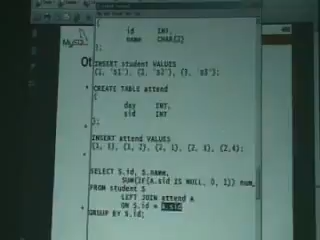 MySQL
Ot
(
id INT,
name CHAR(2)
);
INSERT student VALUES
(1, 's1'), (2, 's2'), (3, 's3');
CREATE TABLE attend
(
day INT,
sid INT
);
INSERT attend VALUES
(1, 1), (1, 2), (2, 1), (2, 3), (2,4);
SELECT S.id, S.name,
SUM(IF(A.sid IS NULL, 0, 1)) num
FROM student S
LEFT JOIN attend A
ON S.id = A.sid
GROUP BY S.id;